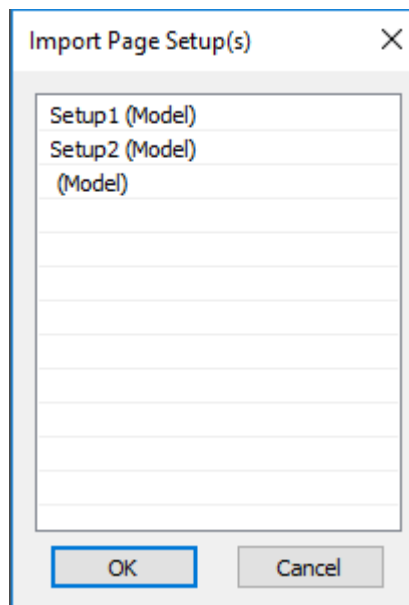 Import Page Setup(s)
Setup1 (Model)
Setup2 (Model)
(Model)
OK
Cancel